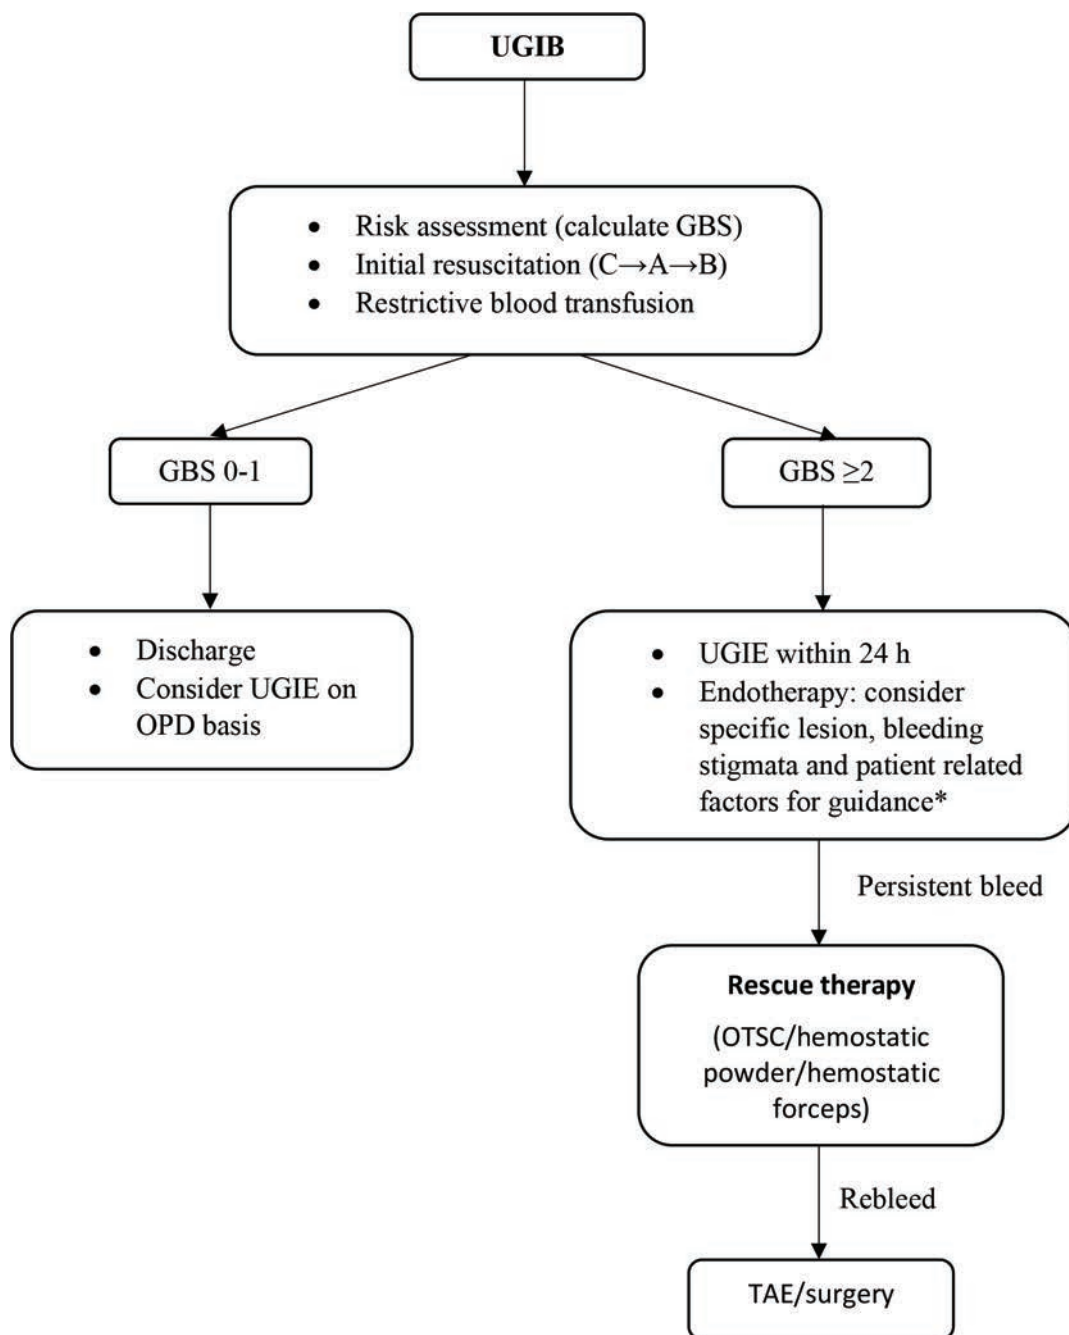 UGIB
• Risk assessment (calculate GBS)
• Initial resuscitation (C→A→B)
• Restrictive blood transfusion
GBS 0-1
GBS ≥2
• Discharge
• Consider UGIE on
OPD basis
• UGIE within 24 h
• Endotherapy: consider
specific lesion, bleeding
stigmata and patient related
factors for guidance*
Persistent bleed
Rescue therapy
(OTSC/hemostatic
powder/hemostatic
forceps)
Rebleed
TAE/surgery